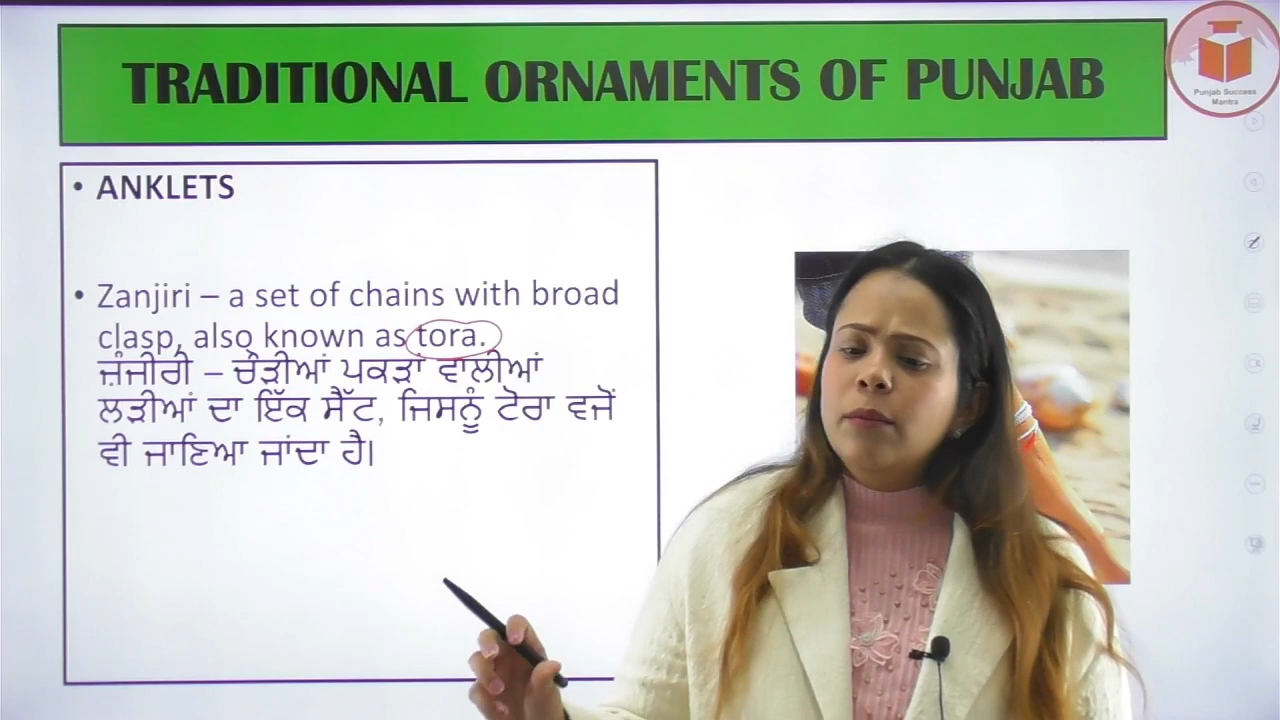 TRADITIONAL ORNAMENTS OF PUNJAB
Punjab Success
Mantra
• ANKLETS
• Zanjiri – a set of chains with broad
clasp, also known as tora.
ਜ਼ੰਜੀਰੀ – ਚੌੜੀਆਂ ਪਕੜਾਂ ਵਾਲੀਆਂ
ਲੜੀਆਂ ਦਾ ਇੱਕ ਸੈੱਟ, ਜਿਸਨੂੰ ਟੋਰਾ ਵਜੋਂ
ਵੀ ਜਾਣਿਆ ਜਾਂਦਾ ਹੈ।